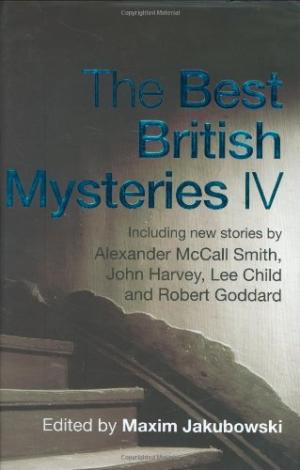 The Best
British
Mysteries IV
Including new stories by
Alexander McCall Smith,
John Harvey, Lee Child
and Robert Goddard
Edited by Maxim Jakubowski